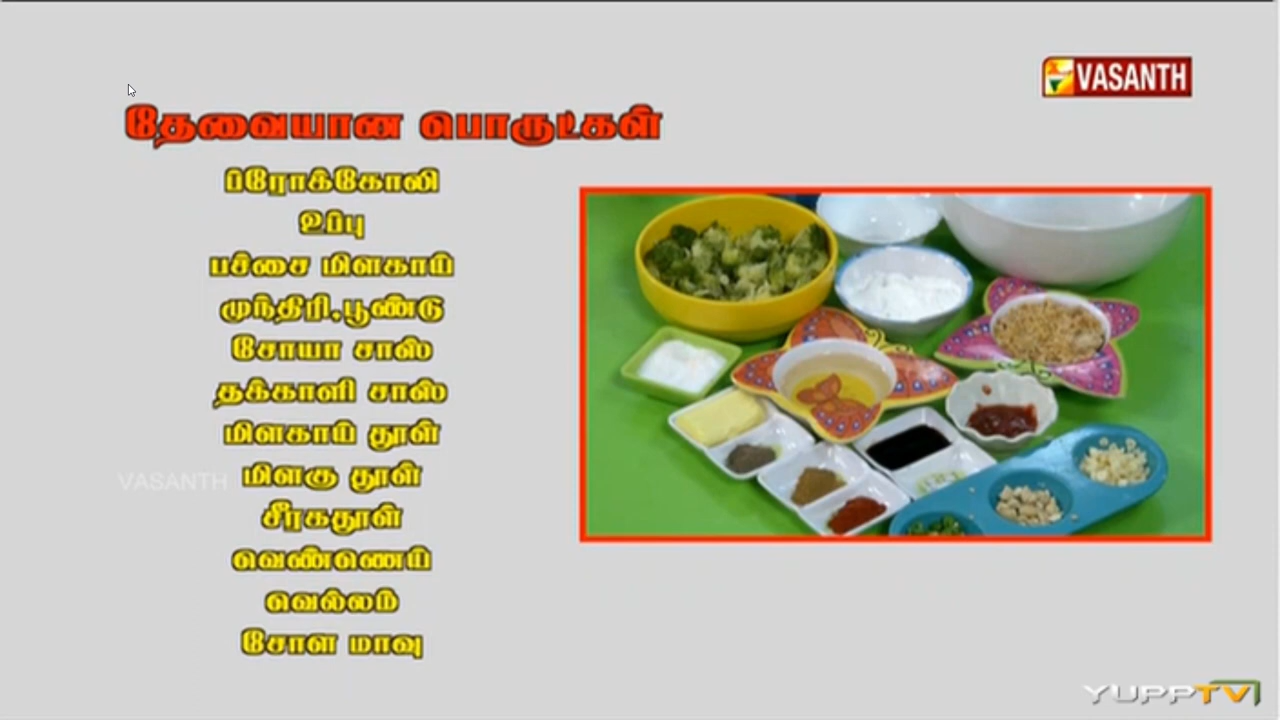 VASANTH
தேவையான பொருட்கள்
ப்ரோக்கோலி
உப்பு
பச்சை மிளகாய்
முந்திரி,பூண்டு
சோயா சாஸ்
தக்காளி சாஸ்
மிளகாய் தூள்
மிளகு தூள்
VASANTH
சீரகதூள்
வெண்ணெய்
வெல்லம்
சோள மாவு
YUPPTV